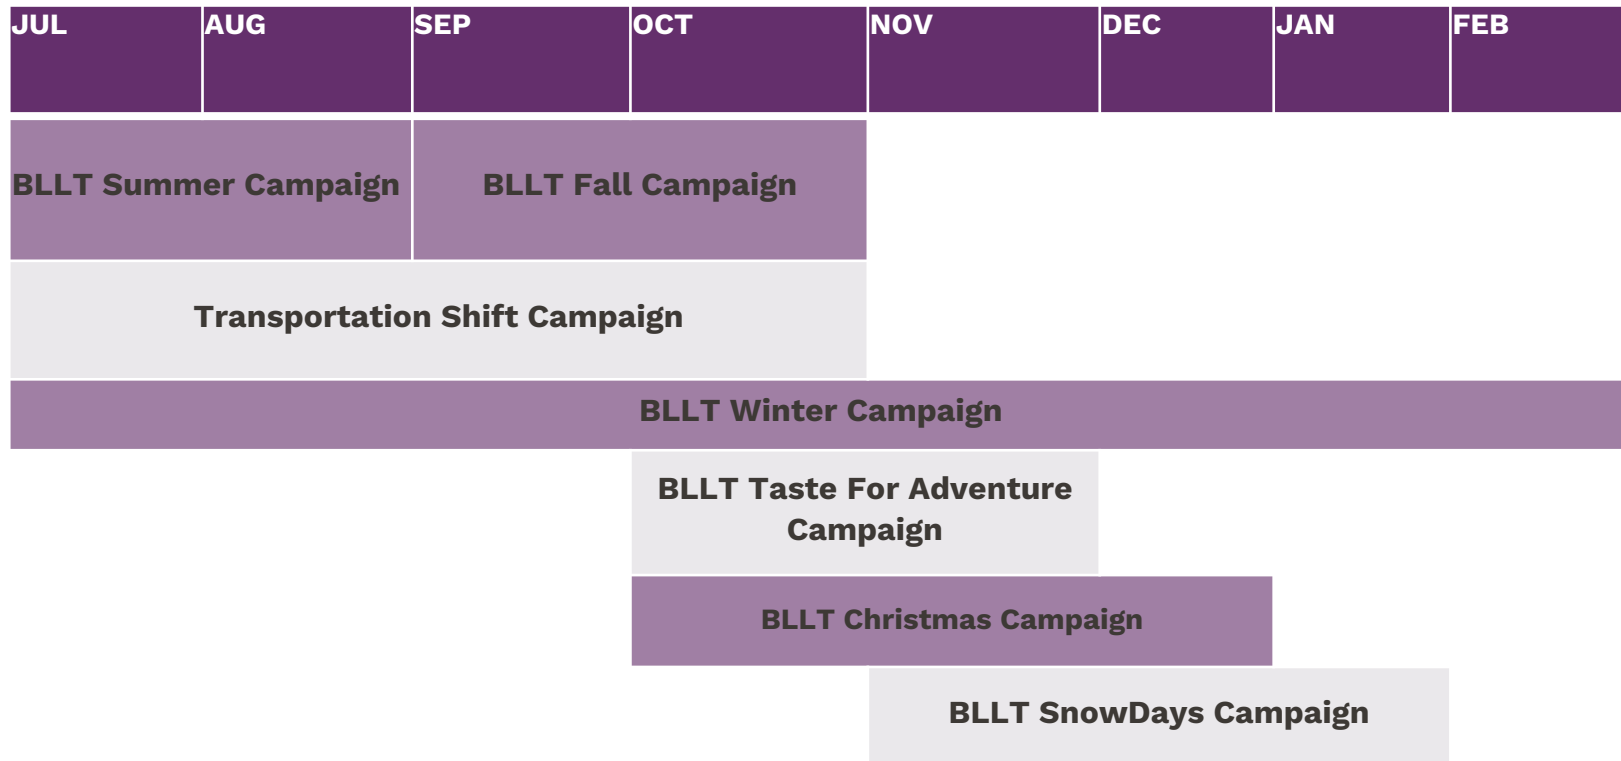 JUL AUG SEP OCT NOV DEC JAN FEB
BLLT Summer Campaign BLLT Fall Campaign
Transportation Shift Campaign
BLLT Winter Campaign
BLLT Taste For Adventure
Campaign
BLLT Christmas Campaign
BLLT SnowDays Campaign